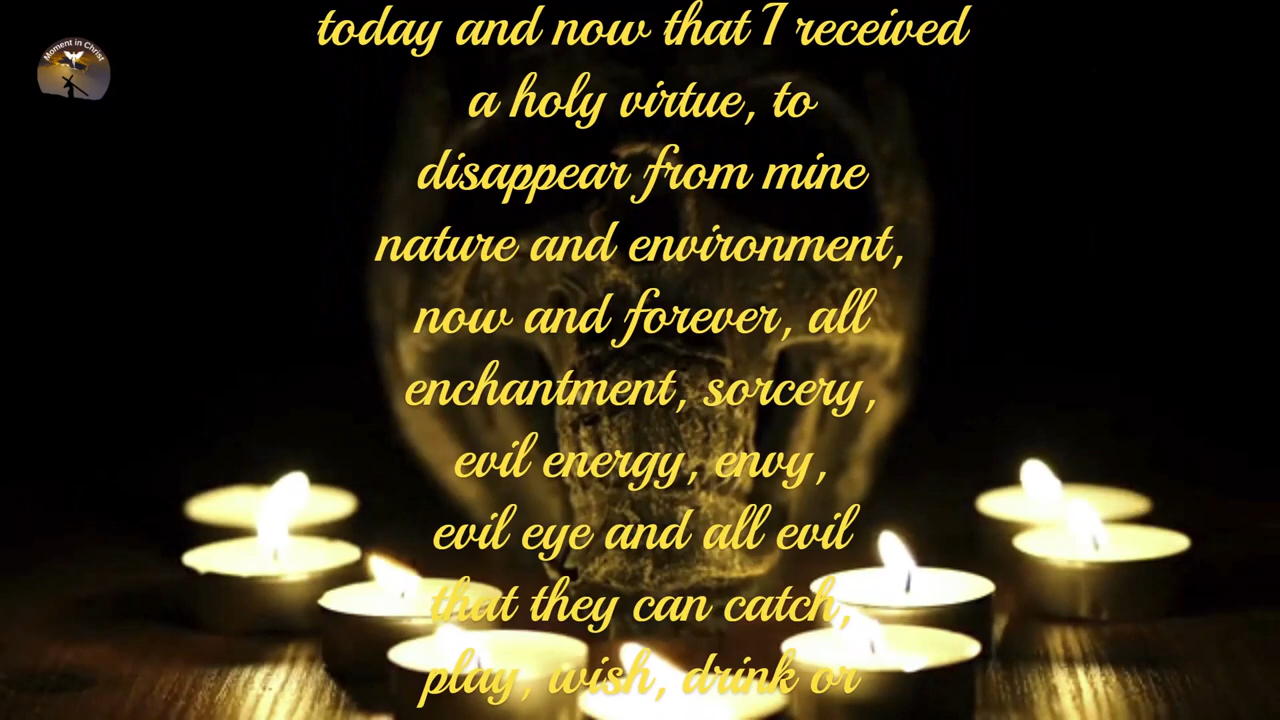 Moment in Christ
today and now that I received
a holy virtue, to
disappear from mine
nature and environment,
now and forever, all
enchantment, sorcery,
evil energy, envy,
evil eye and all evil
that they can catch,
play, wish, drink or